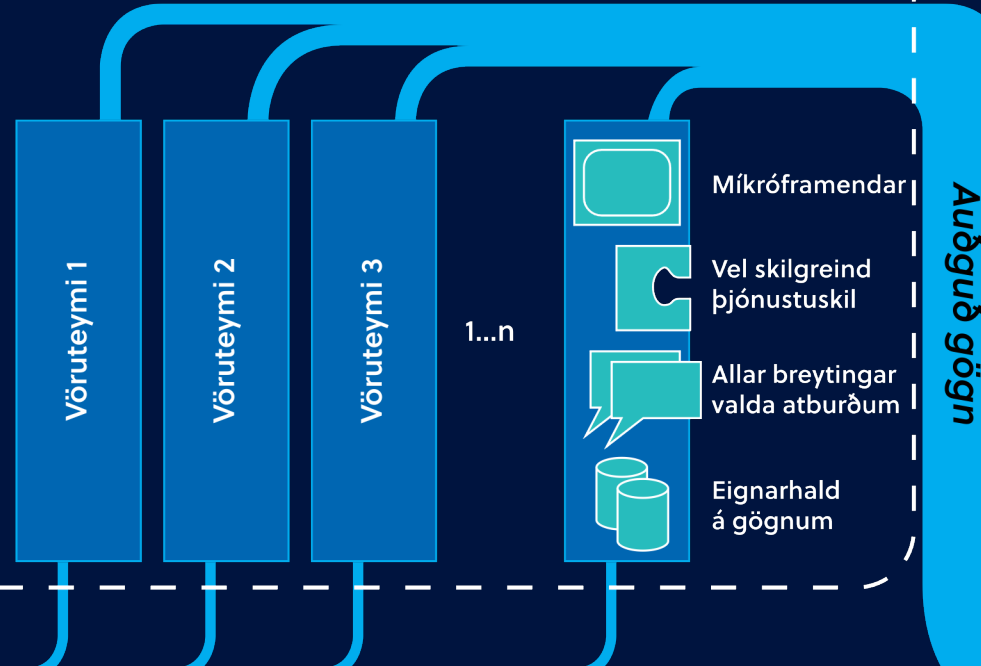 Vöruteymi 1
Vöruteymi 2
Vöruteymi 3
1...n
Míkróframendar
Vel skilgreind
þjónustuskil
Allar breytingar
valda atburðum
Eignarhald
á gögnum
Auðguð gögn